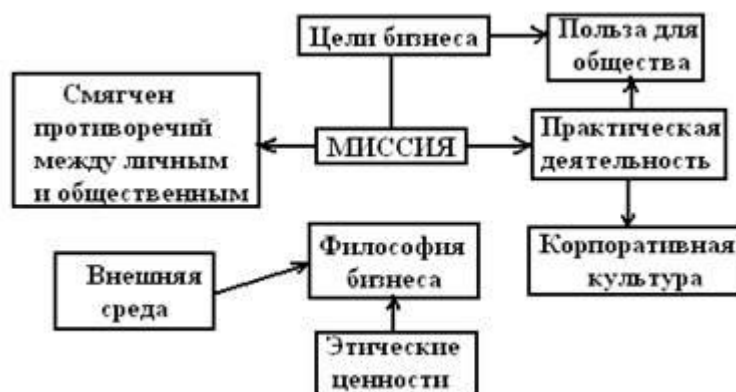 Цели бизнеса
Польза для
общества
Смягчен
противоречий
между личным
и общественным
МИССИЯ
Практическая
деятельность
Философия
бизнеса
Корпоративная
культура
Внешняя
среда
Этические
ценности